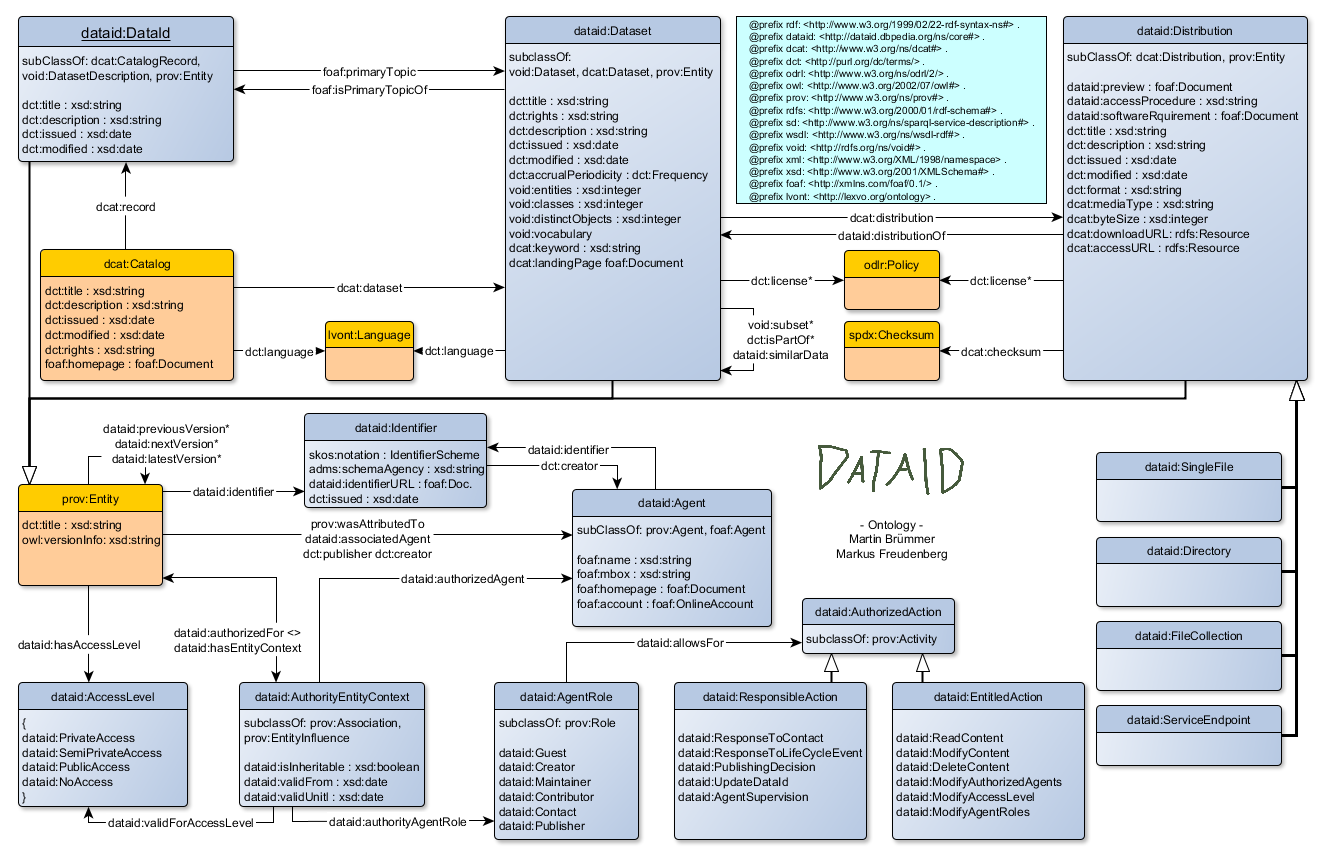 dataid:DataId
subClassOf: dcat:CatalogRecord,
void:DatasetDescription, prov:Entity
dct:title : xsd:string
dct:description : xsd:string
dct:issued : xsd:date
dct:modified : xsd:date
foaf:primaryTopic
foaf:isPrimaryTopicOf
dataid:Dataset
subclassOf:
void:Dataset, dcat:Dataset, prov:Entity
dct:title : xsd:string
dct:rights : xsd:string
dct:description : xsd:string
dct:issued : xsd:date
dct:modified : xsd:date
dct:accrualPeriodicity : dct:Frequency
void:entities : xsd:integer
void:classes : xsd:integer
void:distinctObjects : xsd:integer
void:vocabulary
dcat:keyword : xsd:string
dcat:landingPage foaf:Document
@prefix rdf: <http://www.w3.org/1999/02/22-rdf-syntax-ns#> .
@prefix dataid: <http://dataid.dbpedia.org/ns/core#> .
@prefix dcat: <http://www.w3.org/ns/dcat#> .
@prefix dct: <http://purl.org/dc/terms/> .
@prefix odrl: <http://www.w3.org/ns/odrl/2/> .
@prefix owl: <http://www.w3.org/2002/07/owl#> .
@prefix prov: <http://www.w3.org/ns/prov#> .
@prefix rdfs: <http://www.w3.org/2000/01/rdf-schema#> .
@prefix sd: <http://www.w3.org/ns/sparql-service-description#> .
@prefix wsdl: <http://www.w3.org/ns/wsdl-rdf#> .
@prefix void: <http://rdfs.org/ns/void#> .
@prefix xml: <http://www.w3.org/XML/1998/namespace> .
@prefix xsd: <http://www.w3.org/2001/XMLSchema#> .
@prefix foaf: <http://xmlns.com/foaf/0.1/> .
@prefix lvont: <http://lexvo.org/ontology> .
dataid:Distribution
subClassOf: dcat:Distribution, prov:Entity
dataid:preview : foaf:Document
dataid:accessProcedure : xsd:string
dataid:softwareRquirement : foaf:Document
dct:title : xsd:string
dct:description : xsd:string
dct:issued : xsd:date
dct:modified : xsd:date
dct:format : xsd:string
dcat:mediaType : xsd:string
dcat:byteSize : xsd:integer
dcat:downloadURL: rdfs:Resource
dcat:accessURL : rdfs:Resource
dcat:distribution
dataid:distributionOf
dct:record
dcat:Catalog
dct:title : xsd:string
dct:description : xsd:string
dct:issued : xsd:date
dct:modified : xsd:date
dct:rights : xsd:string
foaf:homepage : foaf:Document
dcat:dataset
dct:language
lvont:Language
dct:language
dct:license*
odlr:Policy
dct:license*
void:subset*
dct:isPartOf*
dataid:similarData
spdx:Checksum
dcat:checksum
dataid:previousVersion*
dataid:nextVersion*
dataid:latestVersion*
dataid:Identifier
skos:notation : IdentifierScheme
adms:schemaAgency : xsd:string
dataid:identifierURL : foaf:Doc.
dct:issued : xsd:date
dataid:identifier
dct:creator
DATAID
- Ontology -
Martin Brümmer
Markus Freudenberg
dataid:SingleFile
dataid:Directory
dataid:FileCollection
dataid:ServiceEndpoint
prov:Entity
dct:title : xsd:string
owl:versionInfo: xsd:string
dataid:identifier
prov:wasAttributedTo
dataid:associatedAgent
dct:publisher dct:creator
dataid:Agent
subClassOf: prov:Agent, foaf:Agent
foaf:name : xsd:string
foaf:mbox : xsd:string
foaf:homepage : foaf:Document
foaf:account : foaf:OnlineAccount
dataid:authorizedAgent
dataid:authorizedFor <>
dataid:hasEntityContext
dataid:hasAccessLevel
dataid:allowsFor
dataid:AuthorizedAction
subclassOf: prov:Activity
dataid:AccessLevel
{
dataid:PrivateAccess
dataid:SemiPrivateAccess
dataid:PublicAccess
dataid:NoAccess
}
dataid:AuthorityEntityContext
subclassOf: prov:Association,
prov:EntityInfluence
dataid:isInheritable : xsd:boolean
dataid:validFrom : xsd:date
dataid:validUnitl : xsd:date
dataid:validForAccessLevel
dataid:authorityAgentRole
dataid:AgentRole
subclassOf: prov:Role
dataid:Guest
dataid:Creator
dataid:Maintainer
dataid:Contributor
dataid:Contact
dataid:Publisher
dataid:ResponsibleAction
dataid:ResponseToContact
dataid:ResponseToLifeCycleEvent
dataid:PublishingDecision
dataid:UpdateDataId
dataid:AgentSupervision
dataid:EntitledAction
dataid:ReadContent
dataid:ModifyContent
dataid:DeleteContent
dataid:ModifyAuthorizedAgents
dataid:ModifyAccessLevel
dataid:ModifyAgentRoles